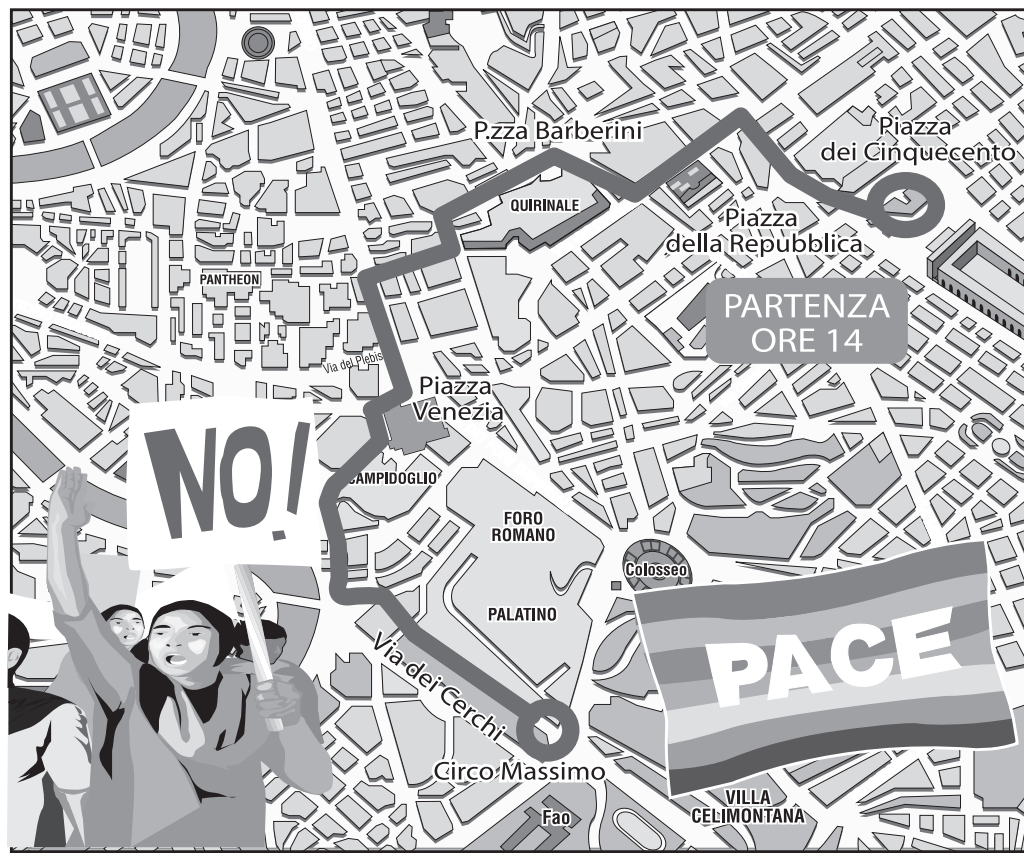 P.zza Barberini
Piazza
dei Cinquecento
QUIRINALE
Piazza
della Repubblica
PANTHEON
PARTENZA
ORE 14
Via del Plebis
Piazza
Venezia
NO!
CAMPIDOGLIO
FORO
ROMANO
Colosseo
PALATINO
PACE
Via dei Cerchi
Circo Massimo
VILLA
CELIMONTANA
Fao